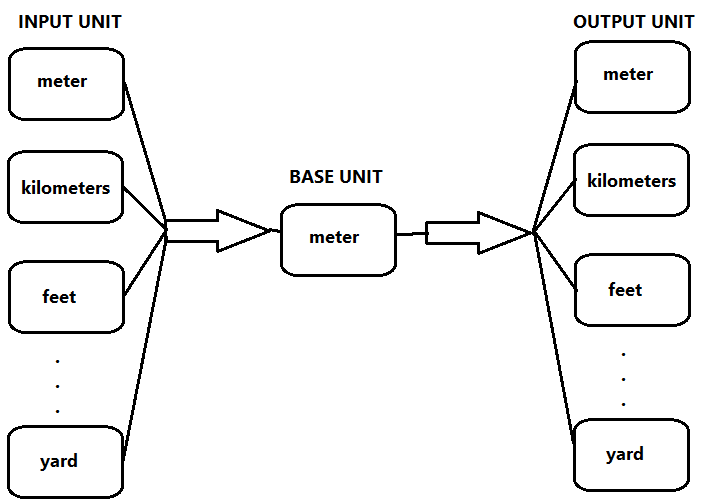 INPUT UNIT
meter
kilometers
feet
.
.
.
yard
BASE UNIT
meter
OUTPUT UNIT
meter
kilometers
feet
.
.
.
yard